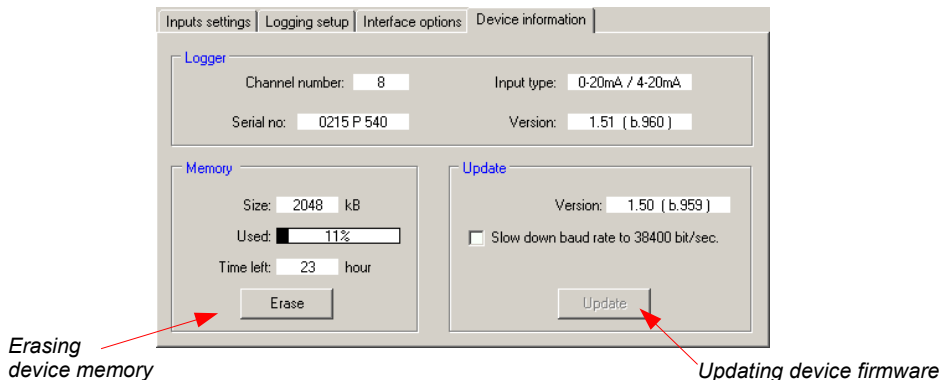 Inputs settings Logging setup Interface options Device information
Logger
Channel number: 8 Input type: 0-20mA / 4-20mA
Serial no: 0215 P 540 Version: 1.51 ( b.960 )
Memory
Size: 2048 kB
Used: 11%
Time left: 23 hour
Erase
Update
Version: 1.50 ( b.959 )
Slow down baud rate to 38400 bit/sec.
Update
Erasing
device memory
Updating device firmware